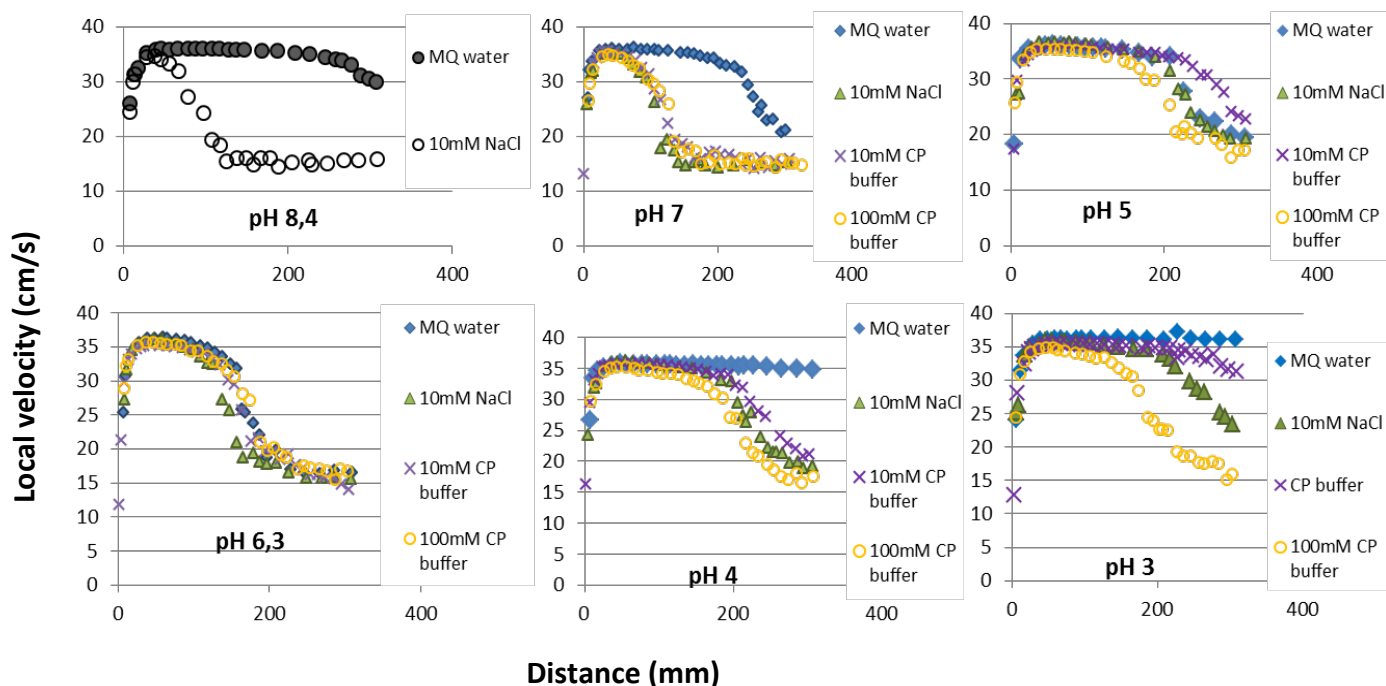 Local velocity (cm/s)
40
30
20
10
0
0
200
400
MQ water
10mM NaCl
pH 8,4
40
30
20
10
0
0
200
400
MQ water
10mM NaCl
10mM CP
buffer
100mM CP
buffer
pH 7
40
30
20
10
0
0
200
400
MQ water
10mM NaCl
10mM CP
buffer
100mM CP
buffer
pH 5
40
35
30
25
20
15
10
5
0
0
200
400
MQ water
10mM NaCl
10mM CP
buffer
100mM CP
buffer
pH 6,3
40
35
30
25
20
15
10
5
0
0
200
400
MQ water
10mM NaCl
10mM CP
buffer
100mM CP
buffer
pH 4
40
35
30
25
20
15
10
5
0
0
200
400
MQ water
10mM NaCl
CP buffer
100mM CP
buffer
pH 3
Distance (mm)